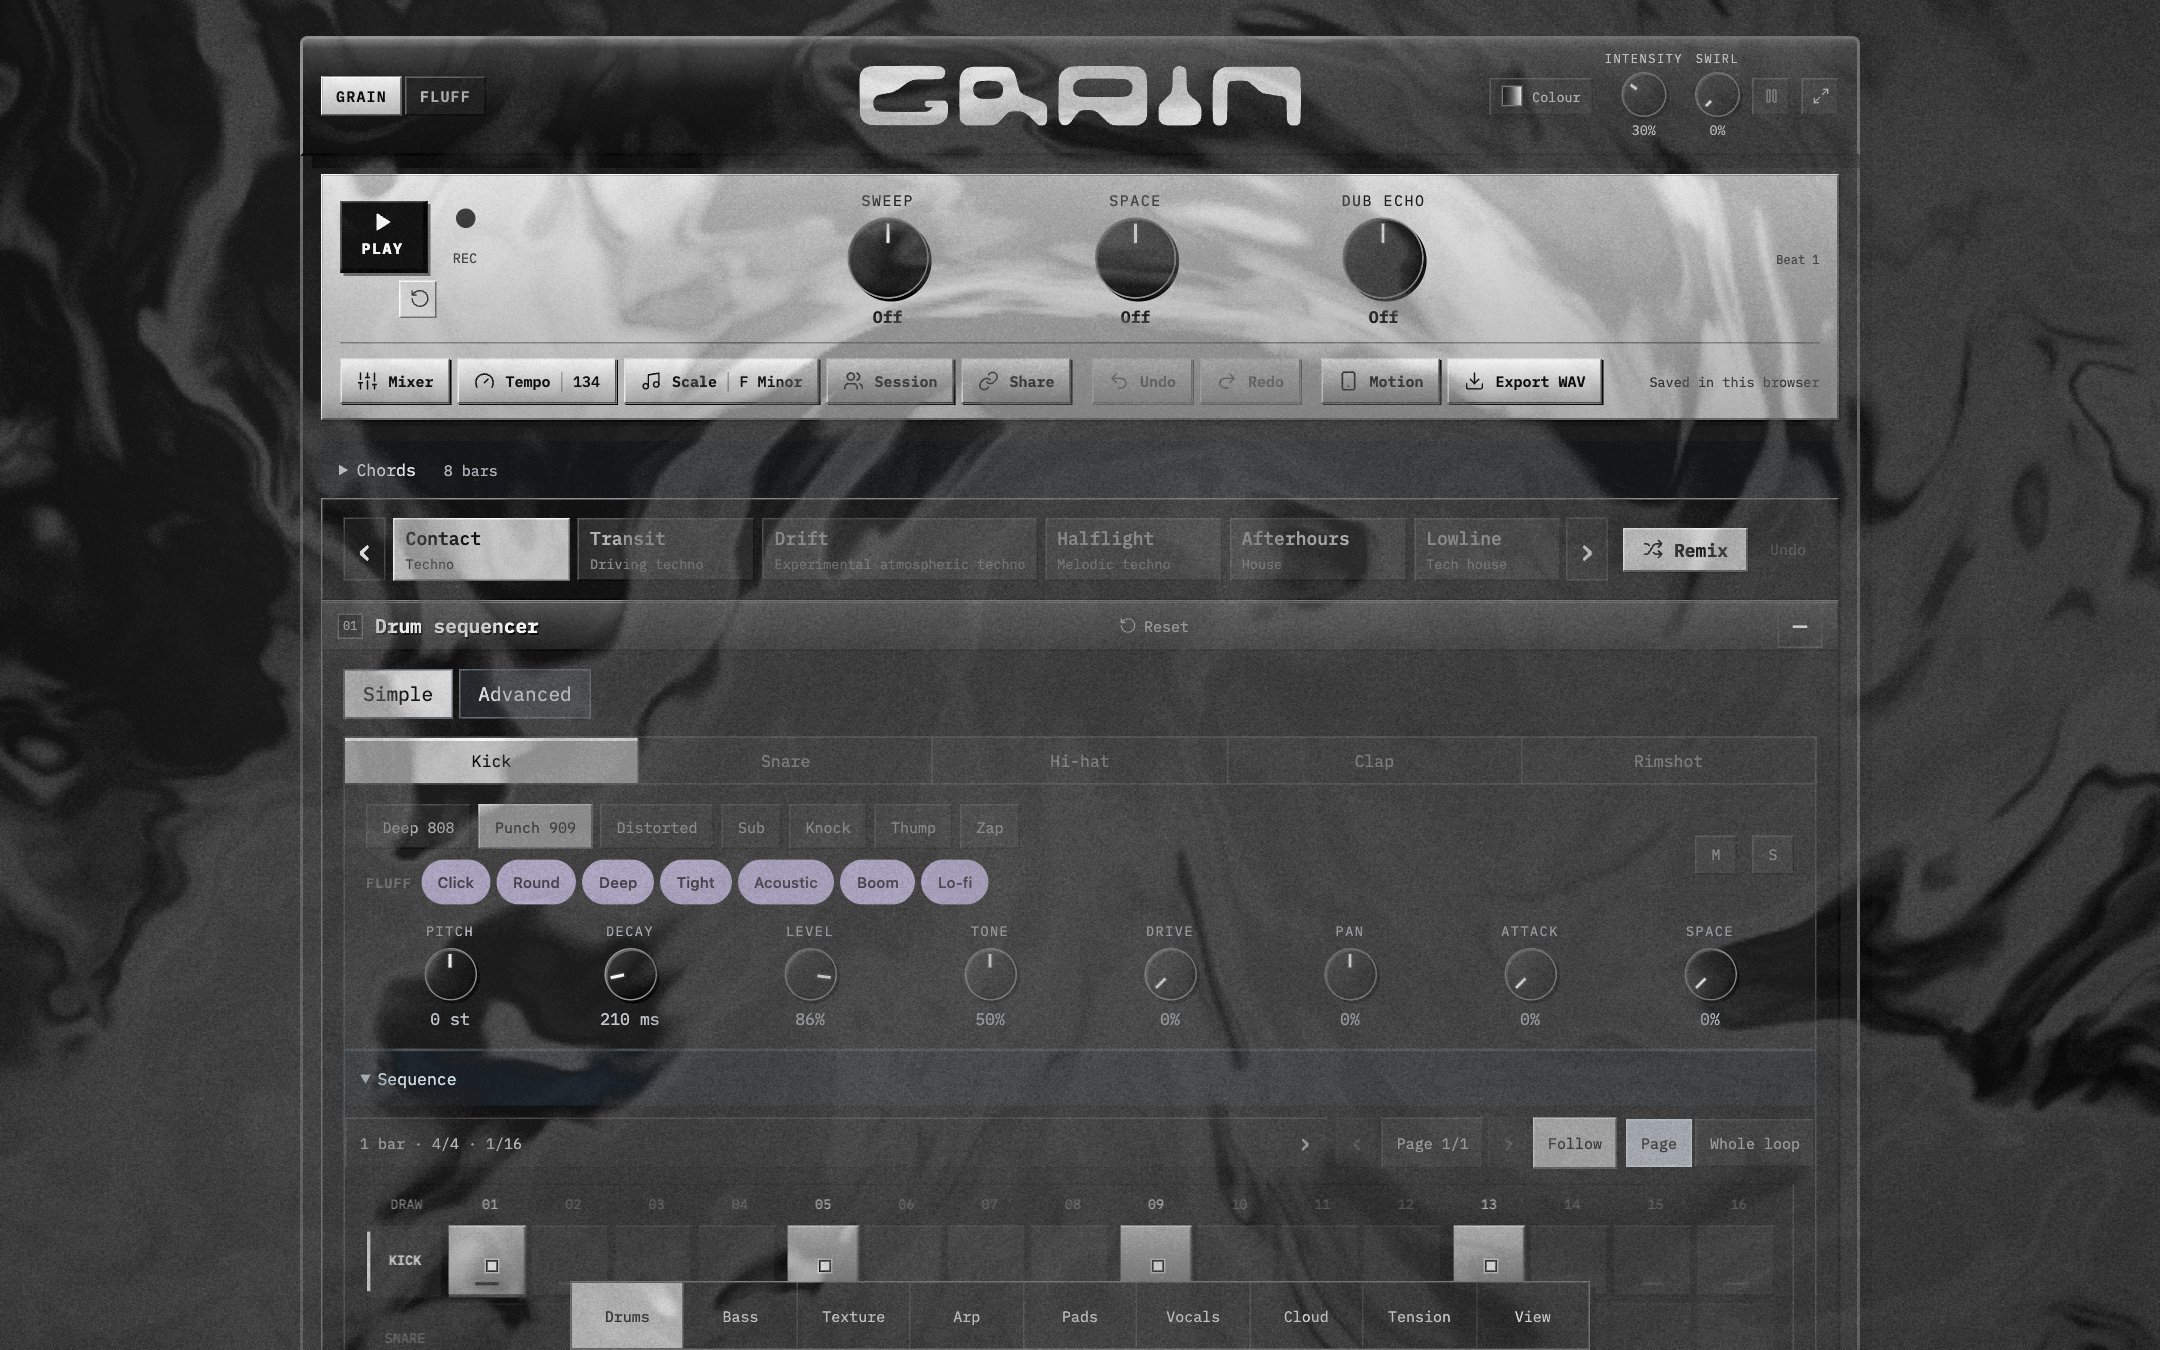 GRAIN FLUFF
GRAIN
Colour
INTENSITY SWIRL
30% 0%
PLAY
REC
SWEEP SPACE DUB ECHO
Off Off Off
Beat 1
Mixer Tempo 134 Scale F Minor Session Share Undo Redo Motion Export WAV Saved in this browser
Chords 8 bars
Contact Transit Drift Halflight Afterhours Lowline
Techno Driving techno Experimental atmospheric techno Melodic techno House Tech house
Remix Undo
01 Drum sequencer Reset
Simple Advanced
Kick Snare Hi-hat Clap Rimshot
Deep 808 Punch 909 Distorted Sub Knock Thump Zap
M S
FLUFF Click Round Deep Tight Acoustic Boom Lo-fi
PITCH DECAY LEVEL TONE DRIVE PAN ATTACK SPACE
0 st 210 ms 86% 50% 0% 0% 0% 0%
Sequence
1 bar · 4/4 · 1/16 Page 1/1 Follow Page Whole loop
DRAW 01 02 03 04 05 06 07 08 09 10 11 12 13 14 15 16
KICK
Drums Bass Texture Arp Pads Vocals Cloud Tension View
SNARE